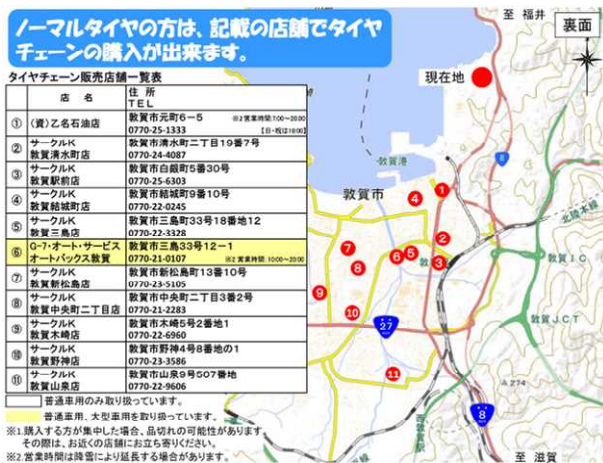 ノーマルタイヤの方は、記載の店舗でタイヤ
チェーンの購入が出来ます。
タイヤチェーン販売店舗一覧表
店 名
住 所
TEL
① (資)乙名石油店
敦賀市元町6-5 ※2 営業時間:7:00~20:00
0770-25-1333 【日・祝は18:00】
② サークルK
敦賀清水町店
敦賀市清水町二丁目19番7号
0770-24-4087
③ サークルK
敦賀駅前店
敦賀市白銀町5番30号
0770-25-6303
④ サークルK
敦賀結城町店
敦賀市結城町9番10号
0770-22-0245
⑤ サークルK
敦賀三島店
敦賀市三島町33号18番地12
0770-22-3328
⑥ G-7・オート・サービス
オートバックス敦賀
敦賀市三島33号12-1
0770-21-0107 ※2 営業時間:10:00~20:00
⑦ サークルK
敦賀新松島店
敦賀市新松島町13番10号
0770-23-5105
⑧ サークルK
敦賀中央町二丁目店
敦賀市中央町二丁目3番2号
0770-21-2283
⑨ サークルK
敦賀木崎店
敦賀市木崎5号2番地1
0770-22-6960
⑩ サークルK
敦賀野神店
敦賀市野神4号8番地の1
0770-23-3586
⑪ サークルK
敦賀山泉店
敦賀市山泉9号507番地
0770-22-9606
普通車用のみ取り扱っています。
普通車用、大型車用を取り扱っています。
※1.購入する方が集中した場合、品切れの可能性があります。
その際は、お近くの店舗にお立ち寄りください。
※2.営業時間は降雪により延長する場合があります。
至 福井
裏面
現在地
敦賀港
8
敦賀市
4
1
2
3
5
6
7
8
9
10
11
北陸本線
敦賀IC
27
敦賀JCT
274
8
西敦賀駅
至 滋賀